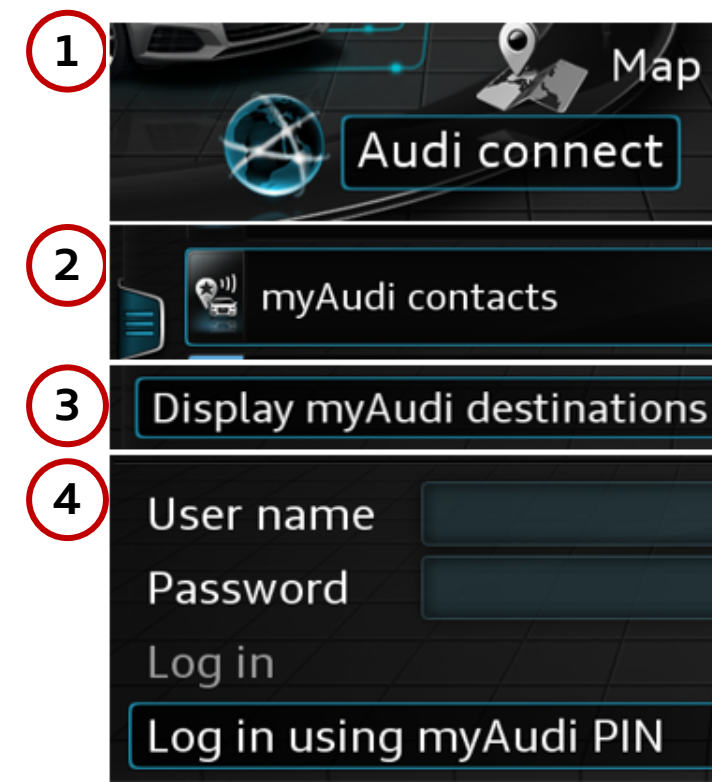 1
Map
Audi connect
2
myAudi contacts
3
Display myAudi destinations
4
User name
Password
Log in
Log in using myAudi PIN